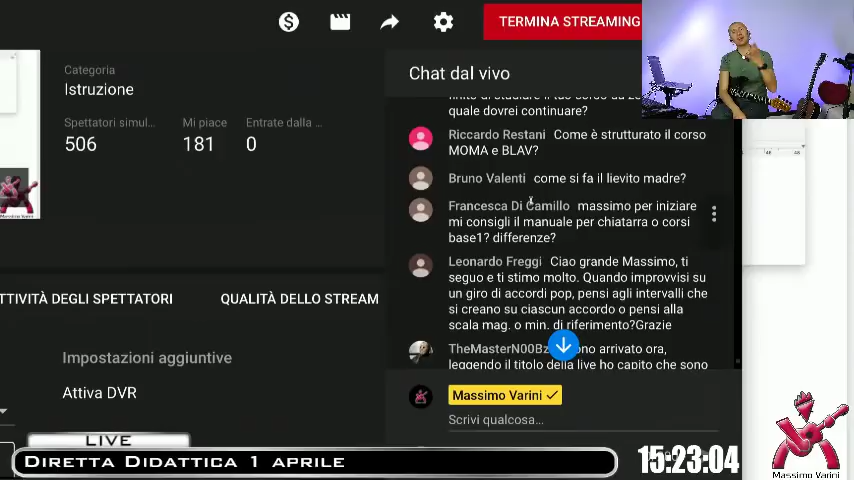 TERMINA STREAMING
Categoria
Istruzione
Spettatori simul... Mi piace Entrate dalla ...
506 181 0
TTIVITÀ DEGLI SPETTATORI QUALITÀ DELLO STREAM
Impostazioni aggiuntive
Attiva DVR
Chat dal vivo
quale dovrei continuare?
Riccardo Restani Come è strutturato il corso
MOMA e BLAV?
Bruno Valenti come si fa il lievito madre?
Francesca Di Camillo massimo per iniziare
mi consigli il manuale per chiatarra o corsi
base1? differenze?
Leonardo Freggi Ciao grande Massimo, ti
seguo e ti stimo molto. Quando improvvisi su
un giro di accordi pop, pensi agli intervalli che
si creano su ciascun accordo o pensi alla
scala mag. o min. di riferimento?Grazie
TheMasterN00Bz ono arrivato ora,
leggendo il titolo della live ho capito che sono
Massimo Varini
Scrivi qualcosa...
LIVE
DIRETTA DIDATTICA 1 APRILE
15:23:04
Massimo Varini